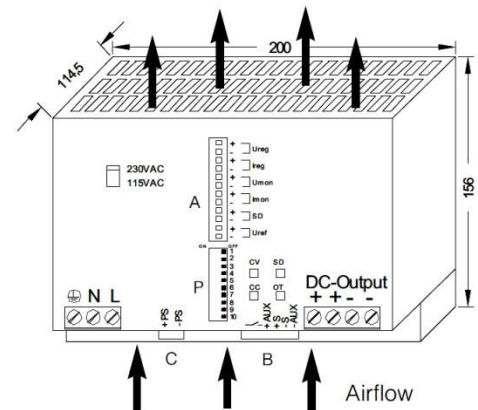 200
114,5
156
230VAC
115VAC
A
+ Ureg
-
+ Ireg
-
+ Umon
-
+ Imon
-
+ SD
-
+ Uref
-
ON OFF
P
1
2
3
4
5
6
7
8
9
10
CV SD
CC OT
DC-Output
+ + - -
N L
+ PS
- PS
+ AUX
+ S
- S
- AUX
C
B
Airflow